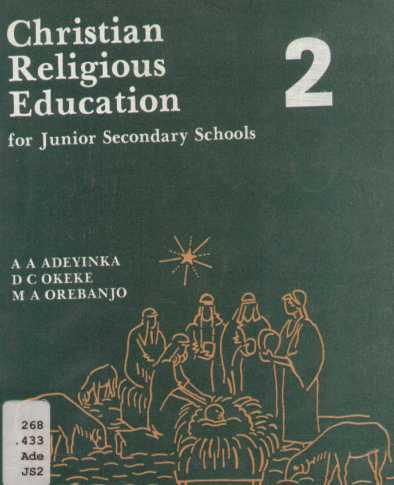 Christian
Religious
Education
2
for Junior Secondary Schools
A A ADEYINKA
D C OKEKE
M A OREBANJO
268
.433
Ade
JS2